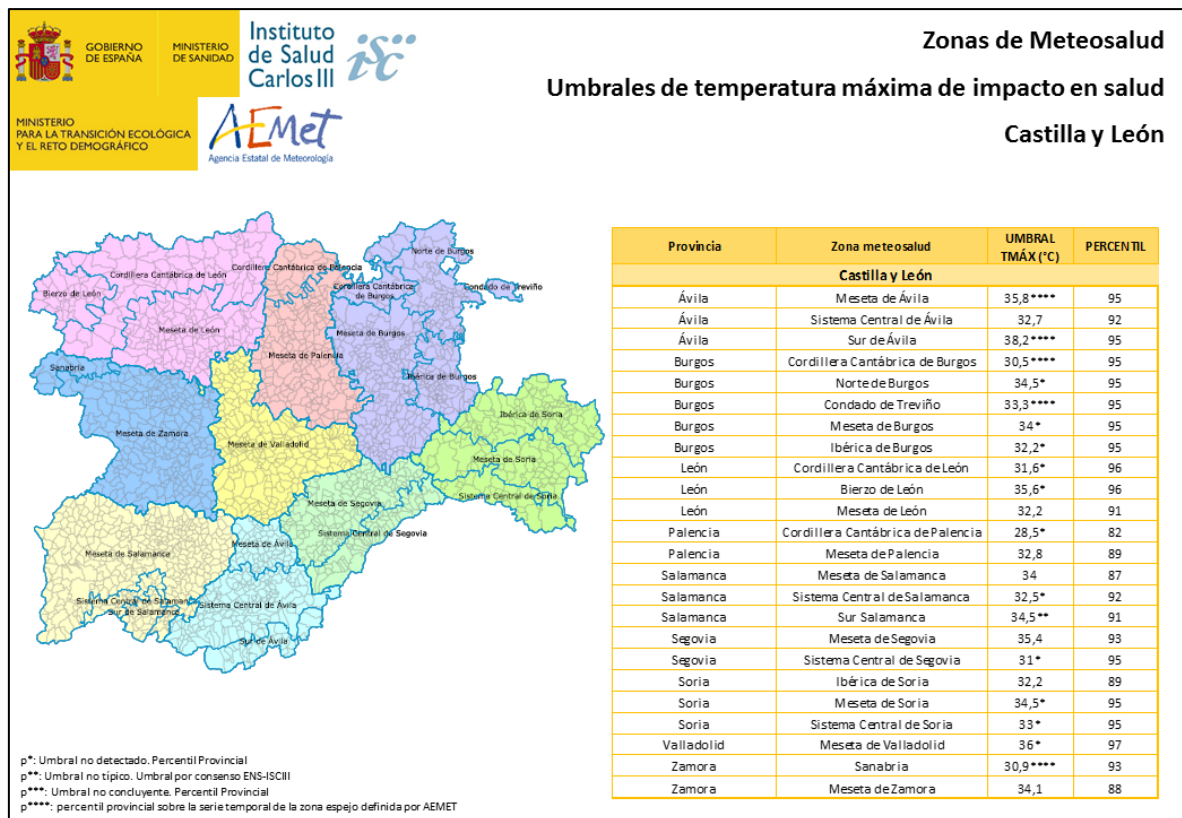 GOBIERNO
DE ESPAÑA
MINISTERIO
DE SANIDAD
Instituto
de Salud
Carlos III
isc
MINISTERIO
PARA LA TRANSICIÓN ECOLÓGICA
Y EL RETO DEMOGRÁFICO
AEMet
Agencia Estatal de Meteorología
Zonas de Meteosalud
Umbrales de temperatura máxima de impacto en salud
Castilla y León
Norte de Burgos
Cordillera Cantábrica de León
Cordillera Cantábrica de Palencia
Bierzo de León
Cordillera Cantábrica
de Burgos
Condado de Treviño
Meseta de León
Meseta de Burgos
Meseta de Palencia
Sanabria
Ibérica de Burgos
Ibérica de Soria
Meseta de Zamora
Meseta de Valladolid
Meseta de Soria
Sistema Central de Soria
Meseta de Segovia
Sistema Central de Segovia
Meseta de Ávila
Meseta de Salamanca
Sistema Central de Salaman
Sur de Salamanca
Sistema Central de Ávila
Sur de Ávila
Provincia Zona meteosalud UMBRAL TMÁX (°C) PERCENTIL
Castilla y León
Ávila Meseta de Ávila 35,8**** 95
Ávila Sistema Central de Ávila 32,7 92
Ávila Sur de Ávila 38,2**** 95
Burgos Cordillera Cantábrica de Burgos 30,5**** 95
Burgos Norte de Burgos 34,5* 95
Burgos Condado de Treviño 33,3**** 95
Burgos Meseta de Burgos 34* 95
Burgos Ibérica de Burgos 32,2* 95
León Cordillera Cantábrica de León 31,6* 96
León Bierzo de León 35,6* 96
León Meseta de León 32,2 91
Palencia Cordillera Cantábrica de Palencia 28,5* 82
Palencia Meseta de Palencia 32,8 89
Salamanca Meseta de Salamanca 34 87
Salamanca Sistema Central de Salamanca 32,5* 92
Salamanca Sur Salamanca 34,5** 91
Segovia Meseta de Segovia 35,4 93
Segovia Sistema Central de Segovia 31* 95
Soria Ibérica de Soria 32,2 89
Soria Meseta de Soria 34,5* 95
Soria Sistema Central de Soria 33* 95
Valladolid Meseta de Valladolid 36* 97
Zamora Sanabria 30,9**** 93
Zamora Meseta de Zamora 34,1 88
p*: Umbral no detectado. Percentil Provincial
p**: Umbral no típico. Umbral por consenso ENS-ISCIII
p***: Umbral no concluyente. Percentil Provincial
p****: percentil provincial sobre la serie temporal de la zona espejo definida por AEMET